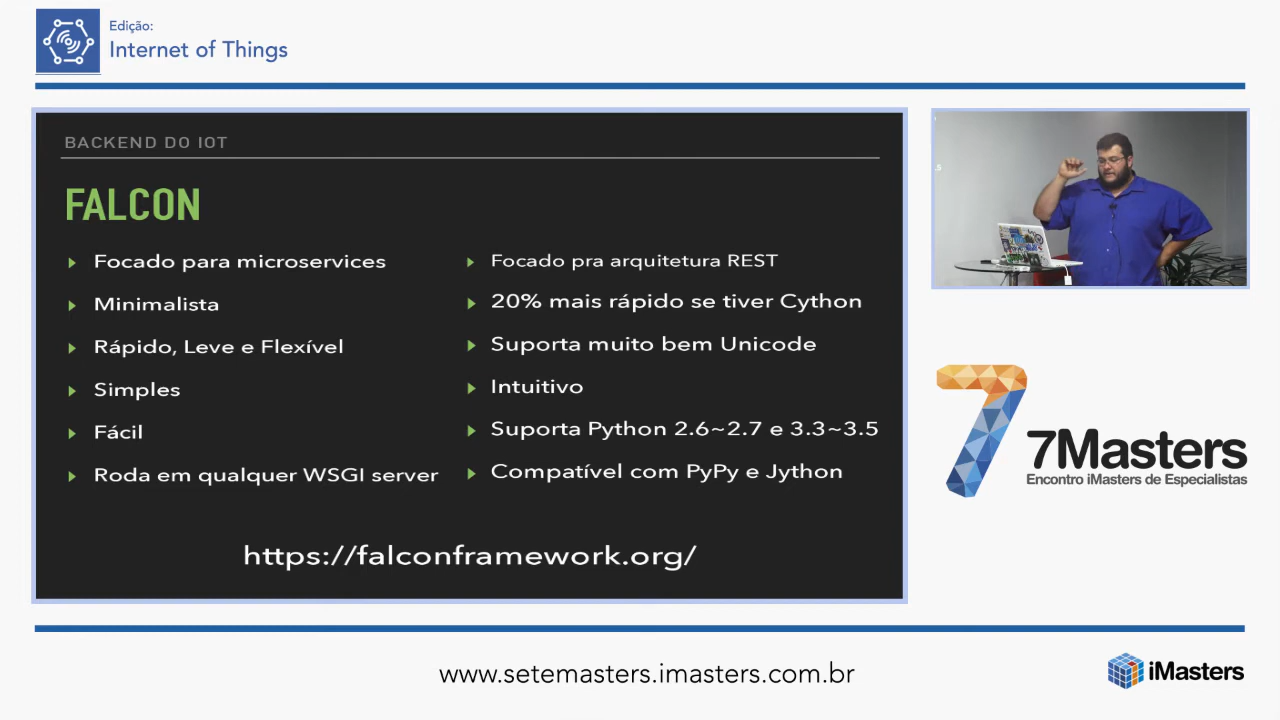 Edição:
Internet of Things
BACKEND DO IOT
FALCON
Focado para microservices
Minimalista
Rápido, Leve e Flexível
Simples
Fácil
Roda em qualquer WSGI server
Focado pra arquitetura REST
20% mais rápido se tiver Cython
Suporta muito bem Unicode
Intuitivo
Suporta Python 2.6~2.7 e 3.3~3.5
Compatível com PyPy e Jython
https://falconframework.org/
7Masters
Encontro iMasters de Especialistas
www.setemasters.imasters.com.br
iMasters